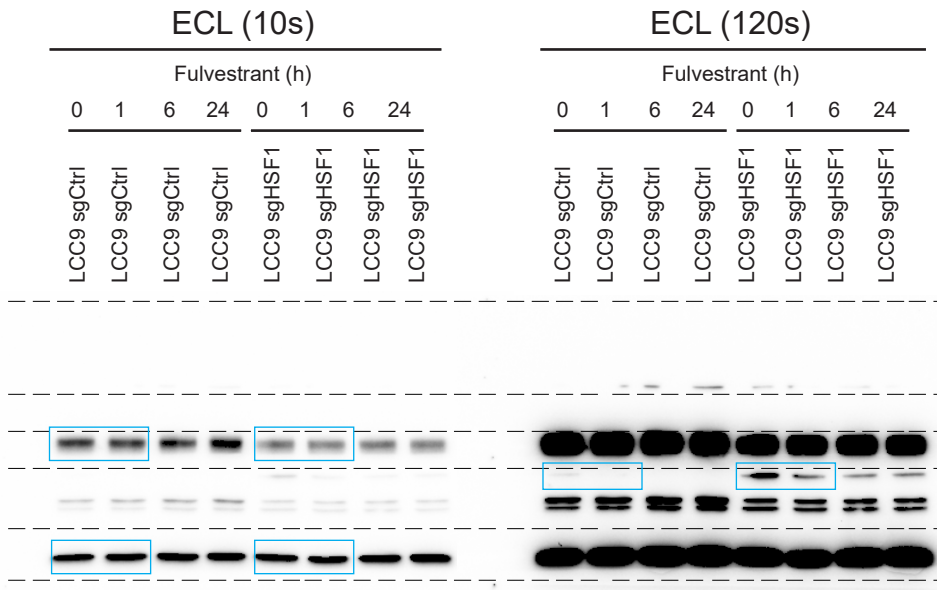 ECL (10s)
Fulvestrant (h)
0 1 6 24 0 1 6 24
LCC9 sgCtrl
LCC9 sgCtrl
LCC9 sgCtrl
LCC9 sgCtrl
LCC9 sgHSF1
LCC9 sgHSF1
LCC9 sgHSF1
LCC9 sgHSF1
ECL (120s)
Fulvestrant (h)
0 1 6 24 0 1 6 24
LCC9 sgCtrl
LCC9 sgCtrl
LCC9 sgCtrl
LCC9 sgCtrl
LCC9 sgHSF1
LCC9 sgHSF1
LCC9 sgHSF1
LCC9 sgHSF1